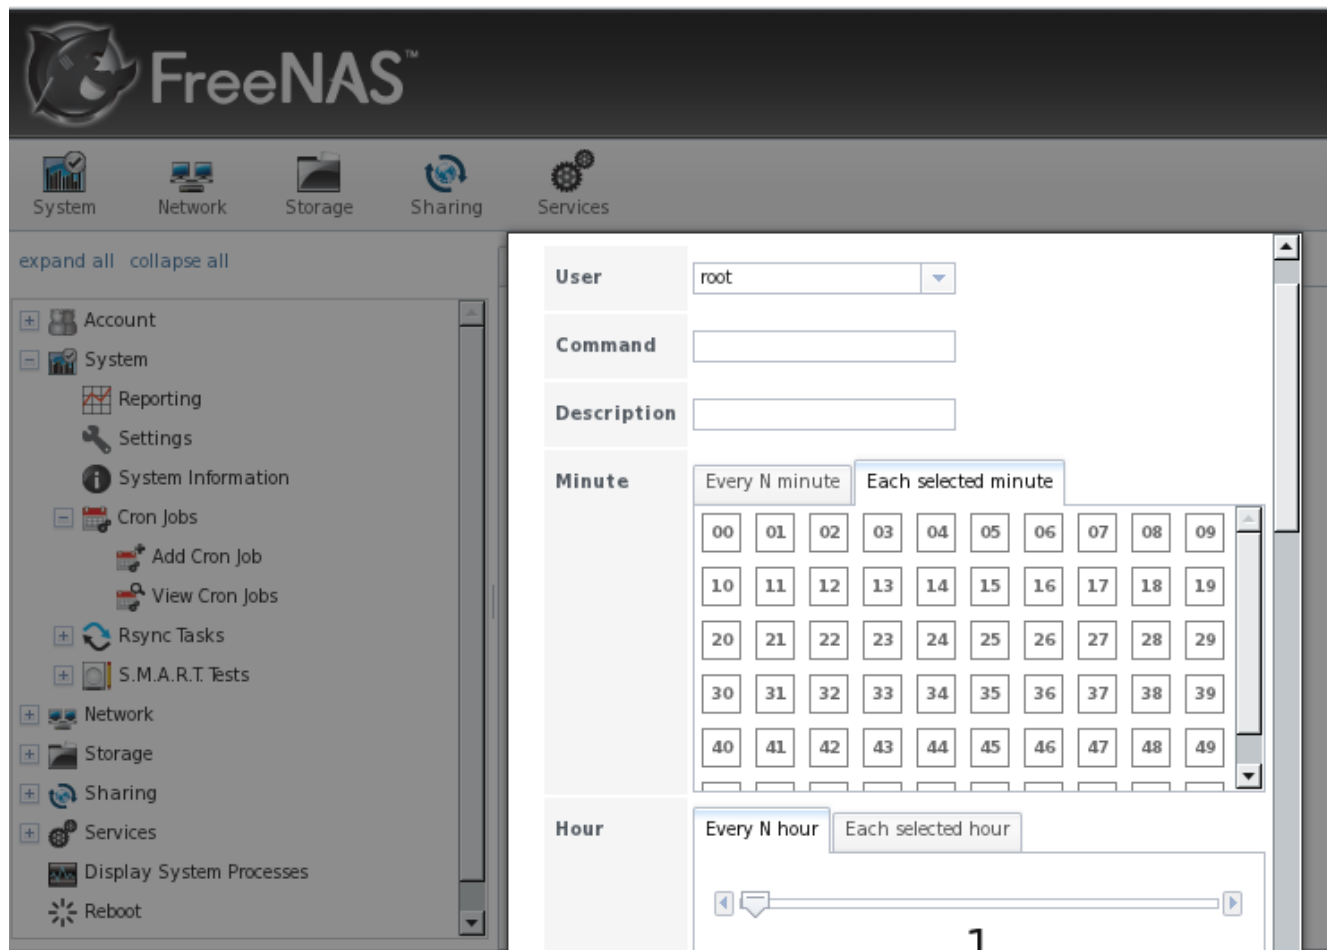 FreeNAS™
System Network Storage Sharing Services
expand all collapse all
Account
System
Reporting
Settings
System Information
Cron Jobs
Add Cron Job
View Cron Jobs
Rsync Tasks
S.M.A.R.T. Tests
Network
Storage
Sharing
Services
Display System Processes
Reboot
User root
Command
Description
Minute Every N minute Each selected minute
00 01 02 03 04 05 06 07 08 09
10 11 12 13 14 15 16 17 18 19
20 21 22 23 24 25 26 27 28 29
30 31 32 33 34 35 36 37 38 39
40 41 42 43 44 45 46 47 48 49
Hour Every N hour Each selected hour
1